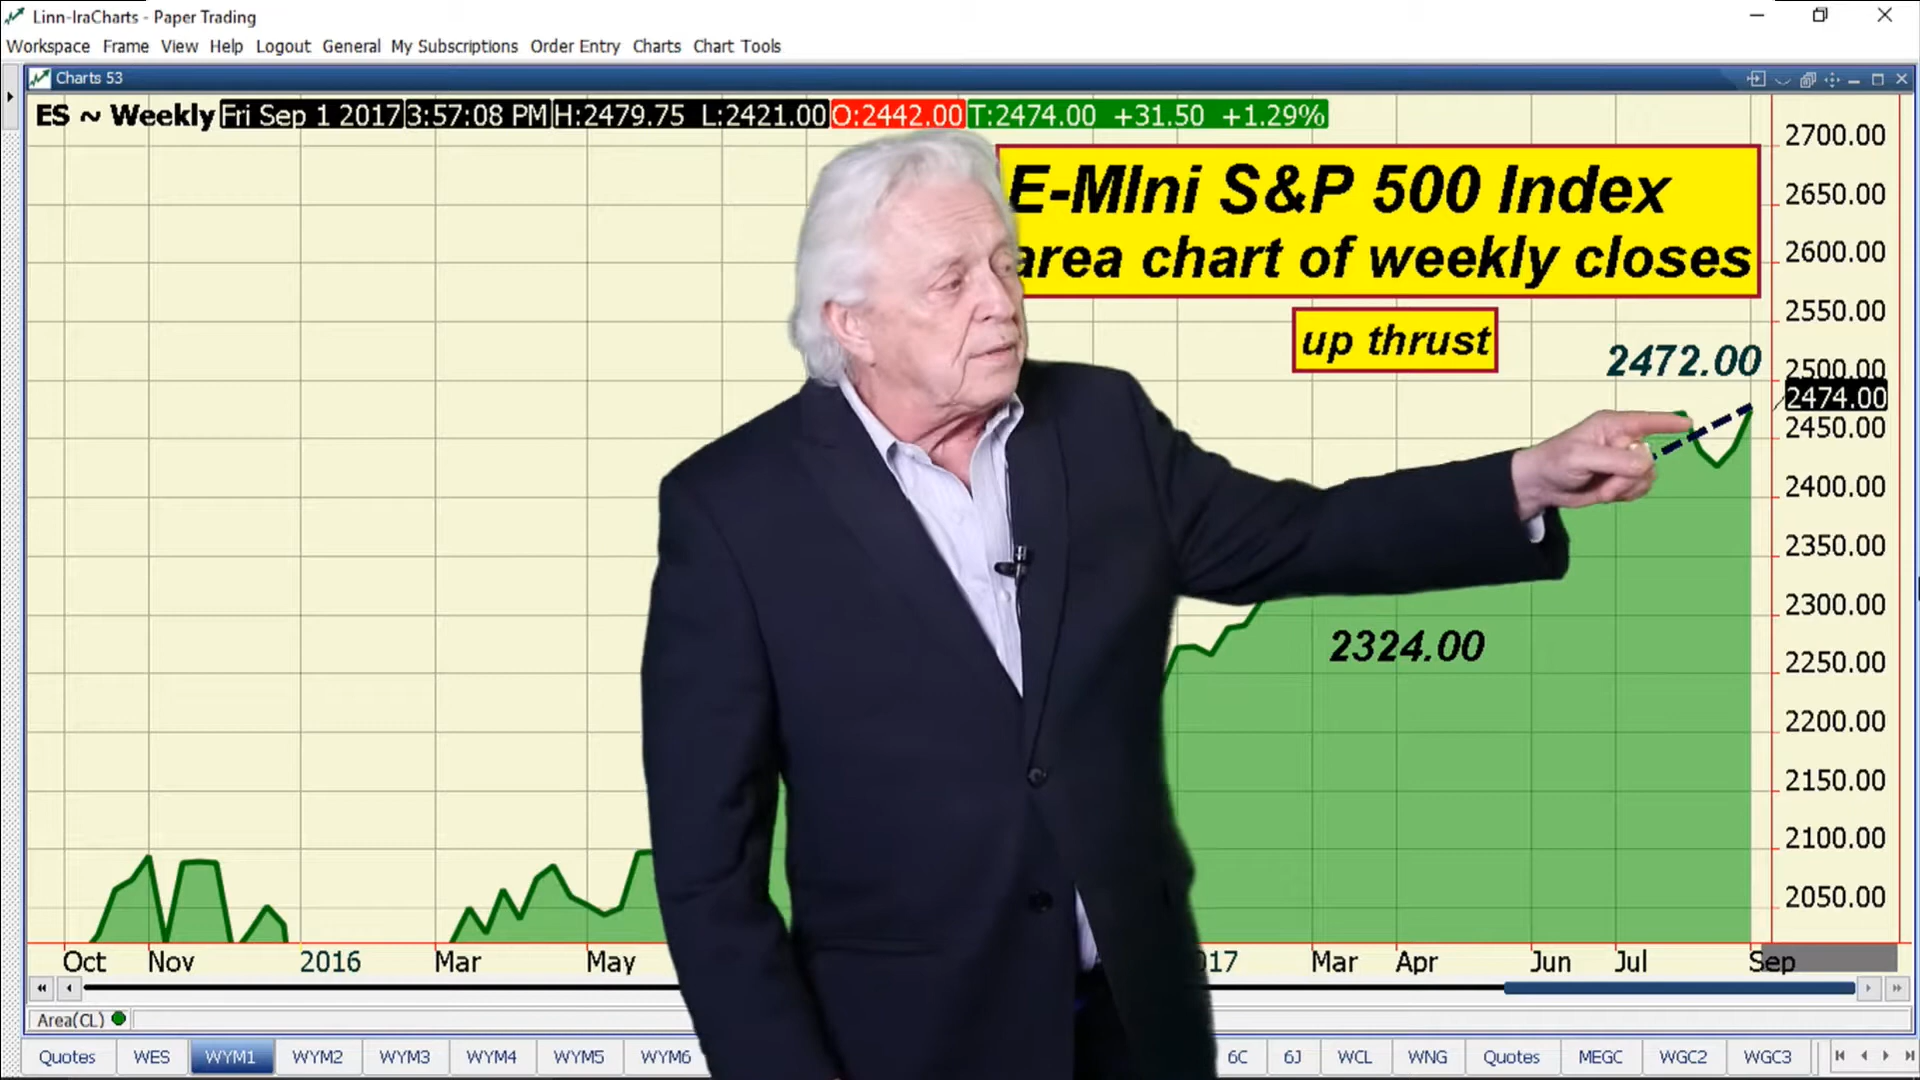 Linn-IraCharts - Paper Trading
Workspace Frame View Help Logout General My Subscriptions Order Entry Charts Chart Tools
Charts 53
ES ~ Weekly Fri Sep 1 2017 3:57:08 PM H:2479.75 L:2421.00 O:2442.00 T:2474.00 +31.50 +1.29%
2700.00
E-MIni S&P 500 Index
2650.00
area chart of weekly closes
2600.00
2550.00
up thrust
2472.00
2500.00
2474.00
2450.00
2400.00
2350.00
2300.00
2324.00
2250.00
2200.00
2150.00
2100.00
2050.00
Oct Nov 2016 Mar May 017 Mar Apr Jun Jul Sep
Area(CL)
Quotes WES WYM1 WYM2 WYM3 WYM4 WYM5 WYM6 6C 6J WCL WNG Quotes MEGC WGC2 WGC3